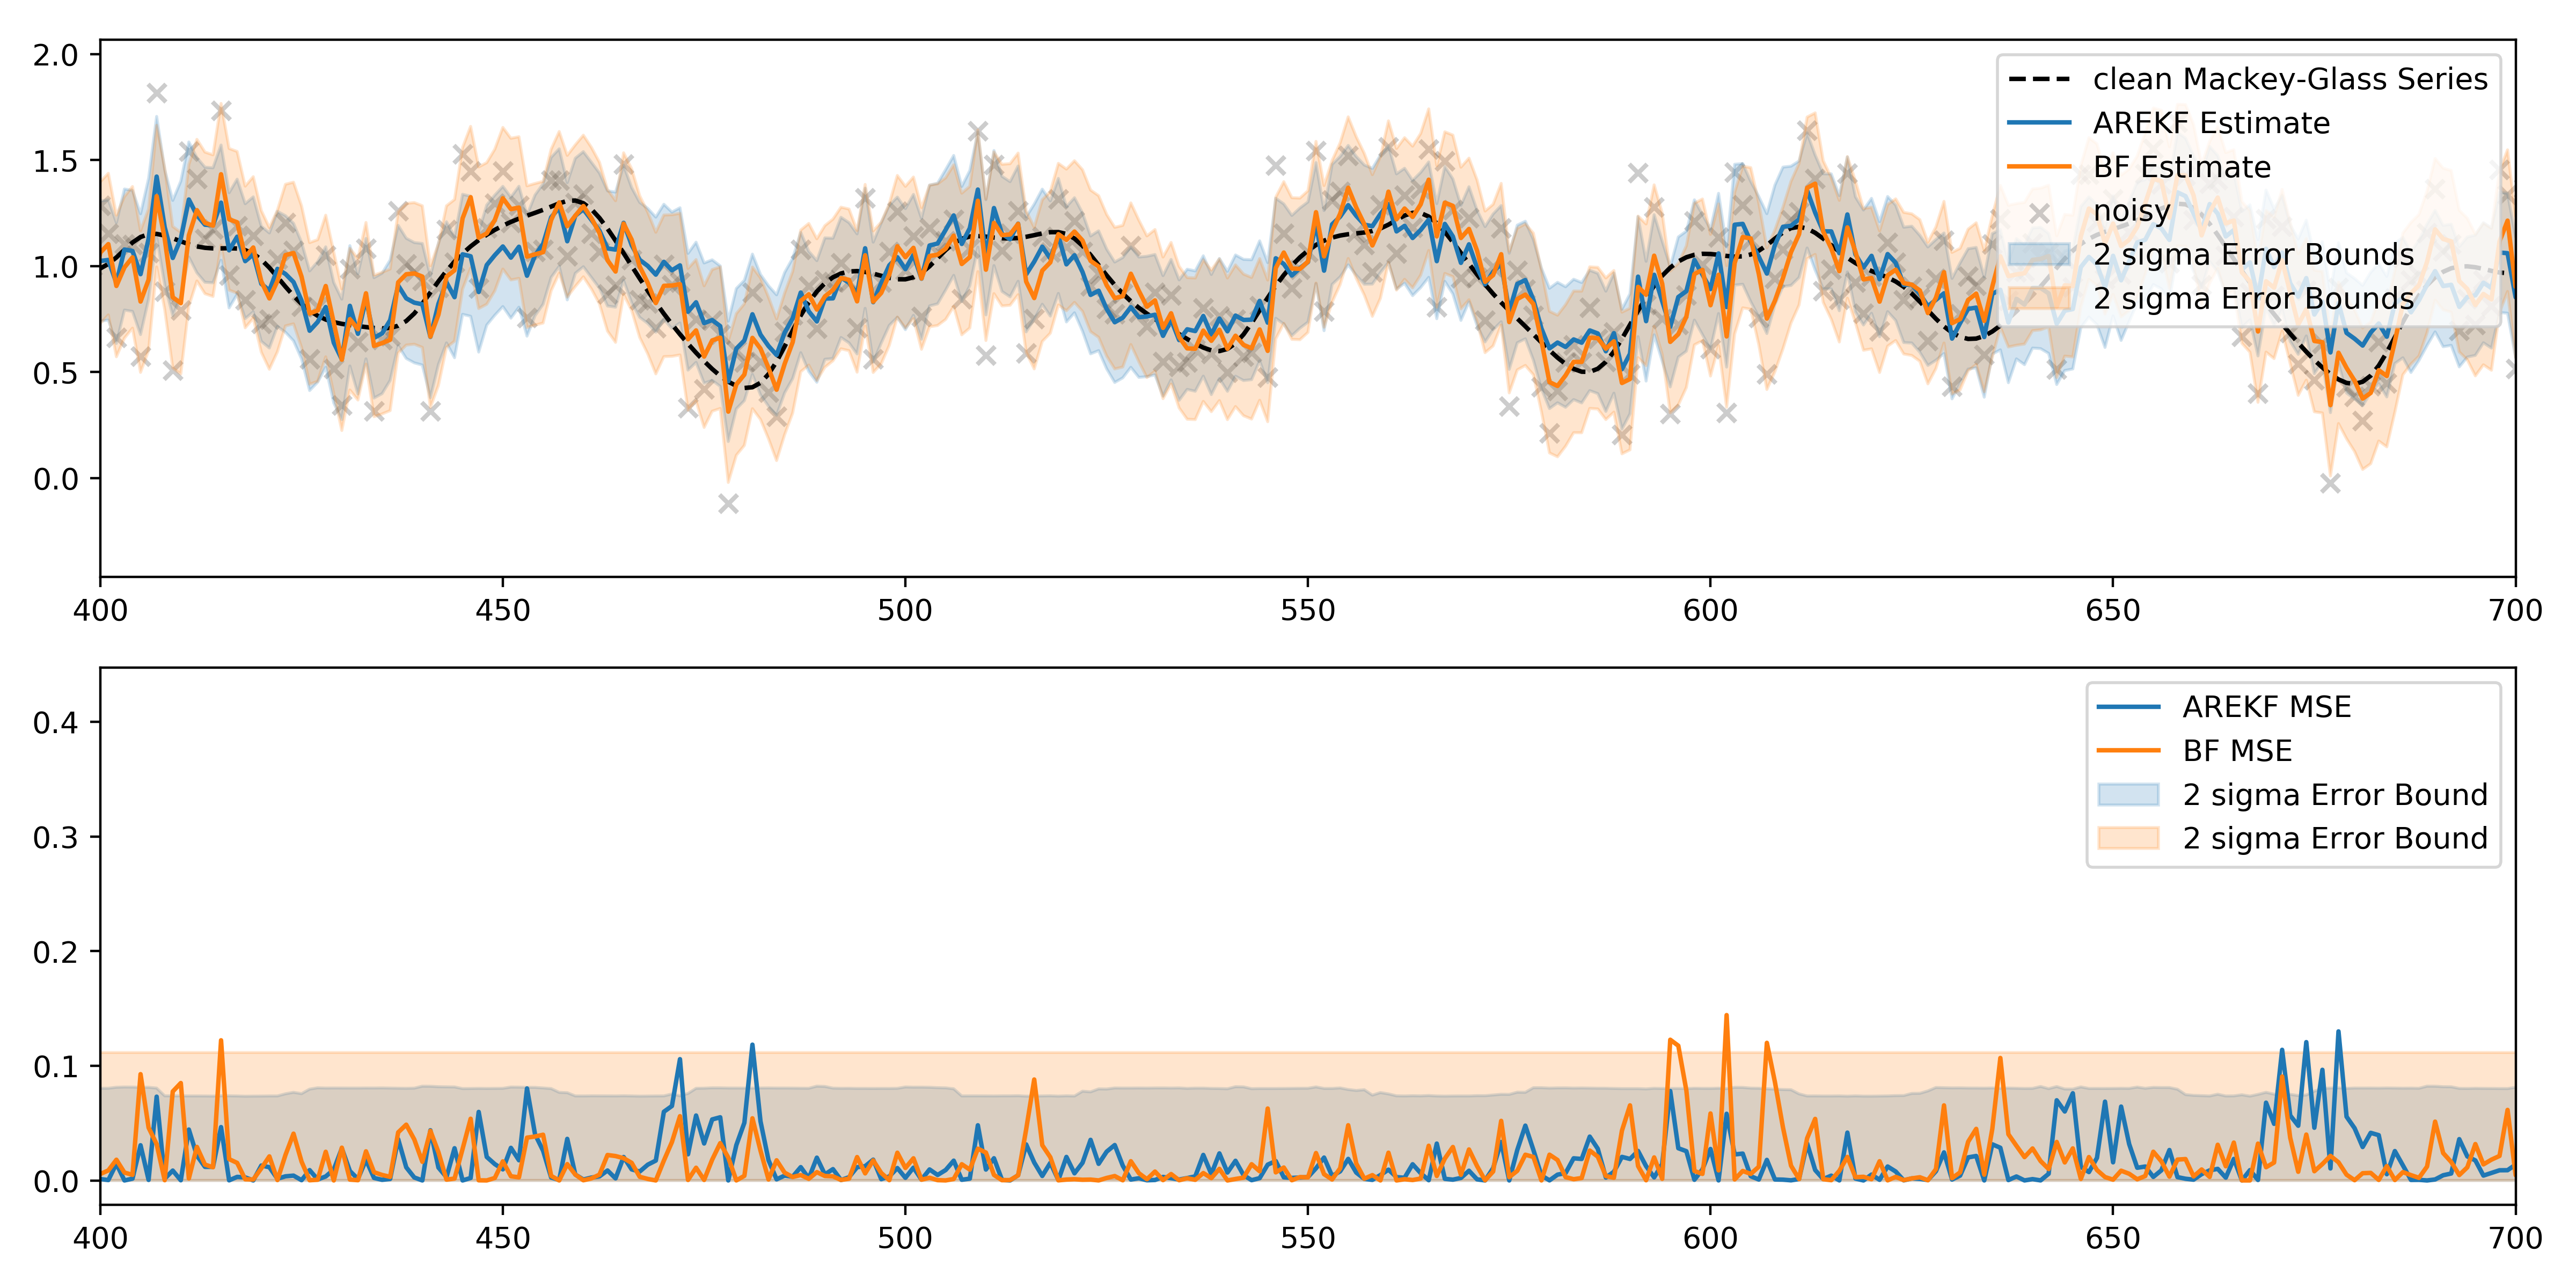 2.0
1.5
1.0
0.5
0.0
clean Mackey-Glass Series
AREKF Estimate
BF Estimate
noisy
2 sigma Error Bounds
2 sigma Error Bounds
400 450 500 550 600 650 700
0.4
0.3
0.2
0.1
0.0
AREKF MSE
BF MSE
2 sigma Error Bound
2 sigma Error Bound
400 450 500 550 600 650 700